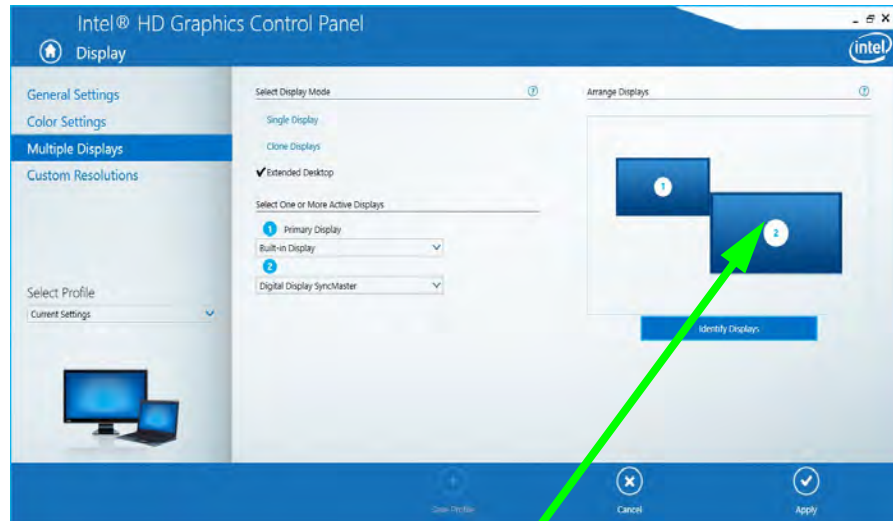 Intel® HD Graphics Control Panel
Display
intel
General Settings
Color Settings
Multiple Displays
Custom Resolutions
Select Profile
Current Settings
Select Display Mode
Single Display
Clone Displays
Extended Desktop
Select One or More Active Displays
1 Primary Display
Built-in Display
2
Digital Display SyncMaster
Arrange Displays
1
2
Identify Displays
Save Profile
Cancel
Apply